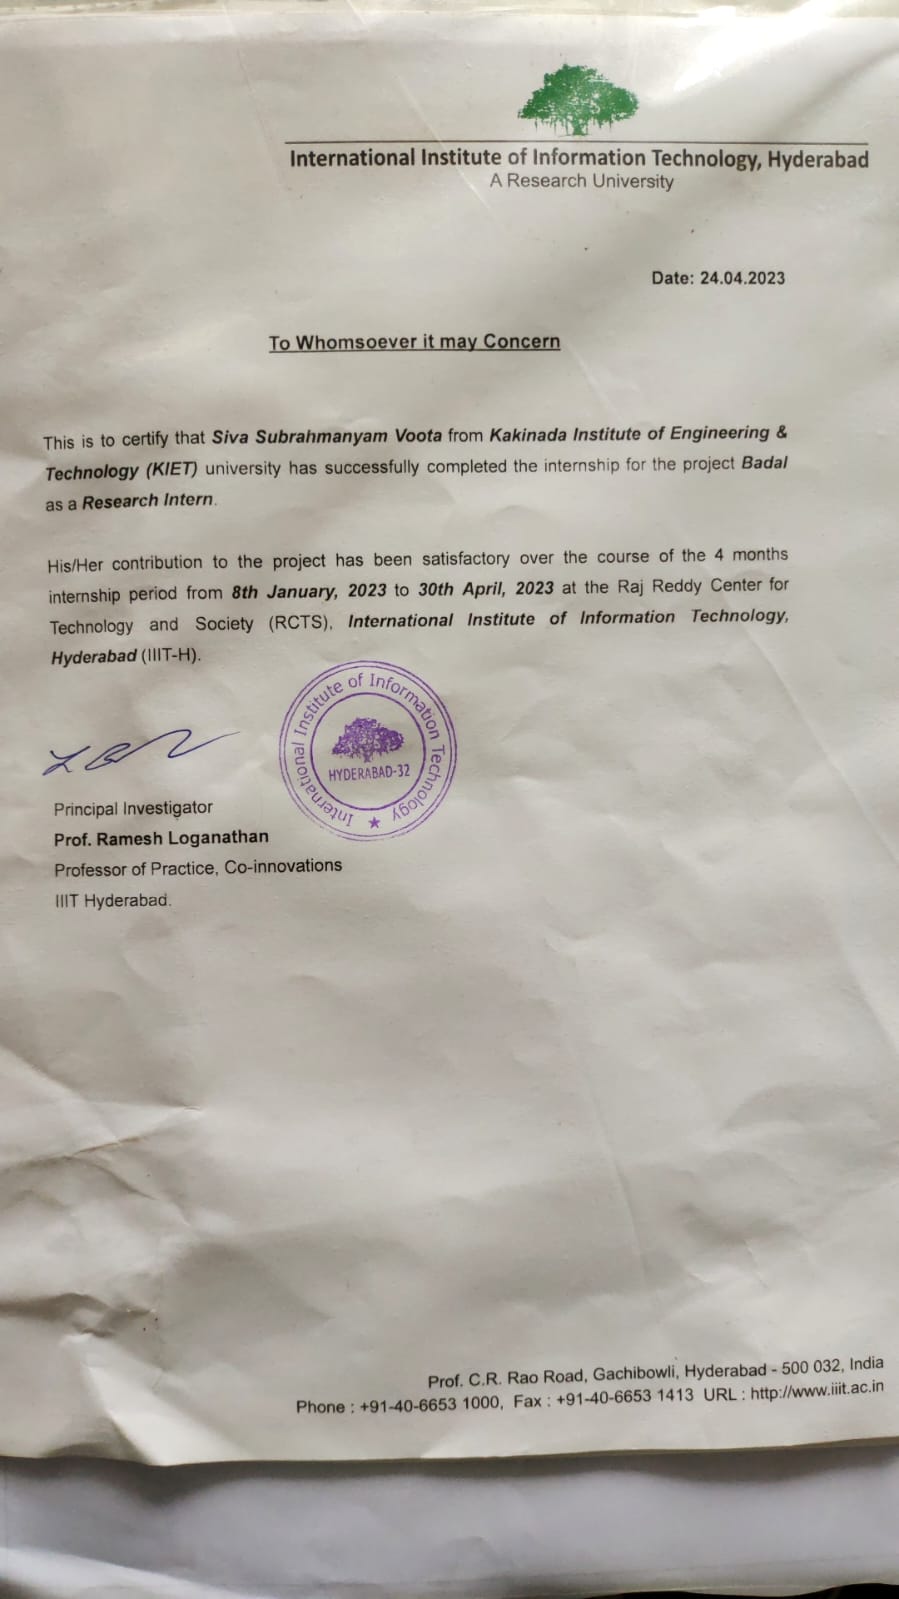 International Institute of Information Technology, Hyderabad
A Research University
Date: 24.04.2023
To Whomsoever it may Concern
This is to certify that Siva Subrahmanyam Voota from Kakinada Institute of Engineering &
Technology (KIET) university has successfully completed the internship for the project Badal
as a Research Intern.
His/Her contribution to the project has been satisfactory over the course of the 4 months
internship period from 8th January, 2023 to 30th April, 2023 at the Raj Reddy Center for
Technology and Society (RCTS), International Institute of Information Technology,
Hyderabad (IIIT-H).
International Institute of Information Technology
HYDERABAD-32
Principal Investigator
Prof. Ramesh Loganathan
Professor of Practice, Co-innovations
IIIT Hyderabad.
Prof. C.R. Rao Road, Gachibowli, Hyderabad - 500 032, India
Phone : +91-40-6653 1000, Fax : +91-40-6653 1413 URL : http://www.iiit.ac.in